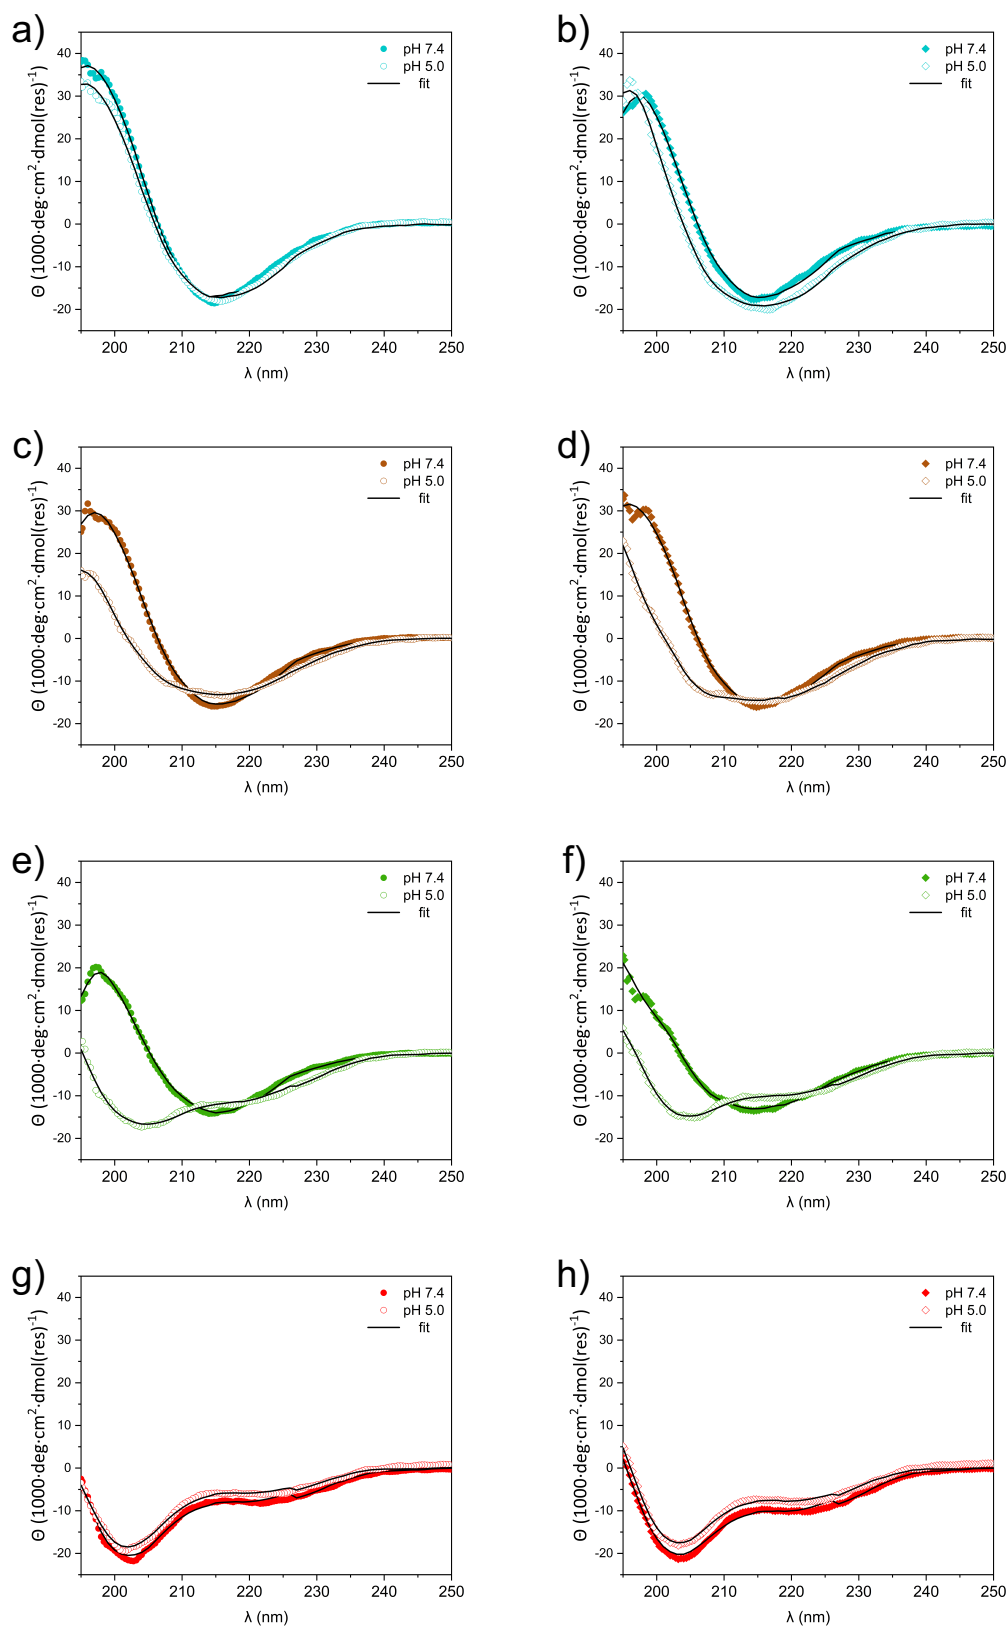 a)
b)
40
30
20
10
0
-10
-20
Θ (1000·deg·cm²·dmol(res)⁻¹)
pH 7.4
pH 5.0
fit
200 210 220 230 240 250
λ (nm)
40
30
20
10
0
-10
-20
Θ (1000·deg·cm²·dmol(res)⁻¹)
pH 7.4
pH 5.0
fit
200 210 220 230 240 250
λ (nm)
c)
d)
40
30
20
10
0
-10
-20
Θ (1000·deg·cm²·dmol(res)⁻¹)
pH 7.4
pH 5.0
fit
200 210 220 230 240 250
λ (nm)
40
30
20
10
0
-10
-20
Θ (1000·deg·cm²·dmol(res)⁻¹)
pH 7.4
pH 5.0
fit
200 210 220 230 240 250
λ (nm)
e)
f)
40
30
20
10
0
-10
-20
Θ (1000·deg·cm²·dmol(res)⁻¹)
pH 7.4
pH 5.0
fit
200 210 220 230 240 250
λ (nm)
40
30
20
10
0
-10
-20
Θ (1000·deg·cm²·dmol(res)⁻¹)
pH 7.4
pH 5.0
fit
200 210 220 230 240 250
λ (nm)
g)
h)
40
30
20
10
0
-10
-20
Θ (1000·deg·cm²·dmol(res)⁻¹)
pH 7.4
pH 5.0
fit
200 210 220 230 240 250
λ (nm)
40
30
20
10
0
-10
-20
Θ (1000·deg·cm²·dmol(res)⁻¹)
pH 7.4
pH 5.0
fit
200 210 220 230 240 250
λ (nm)